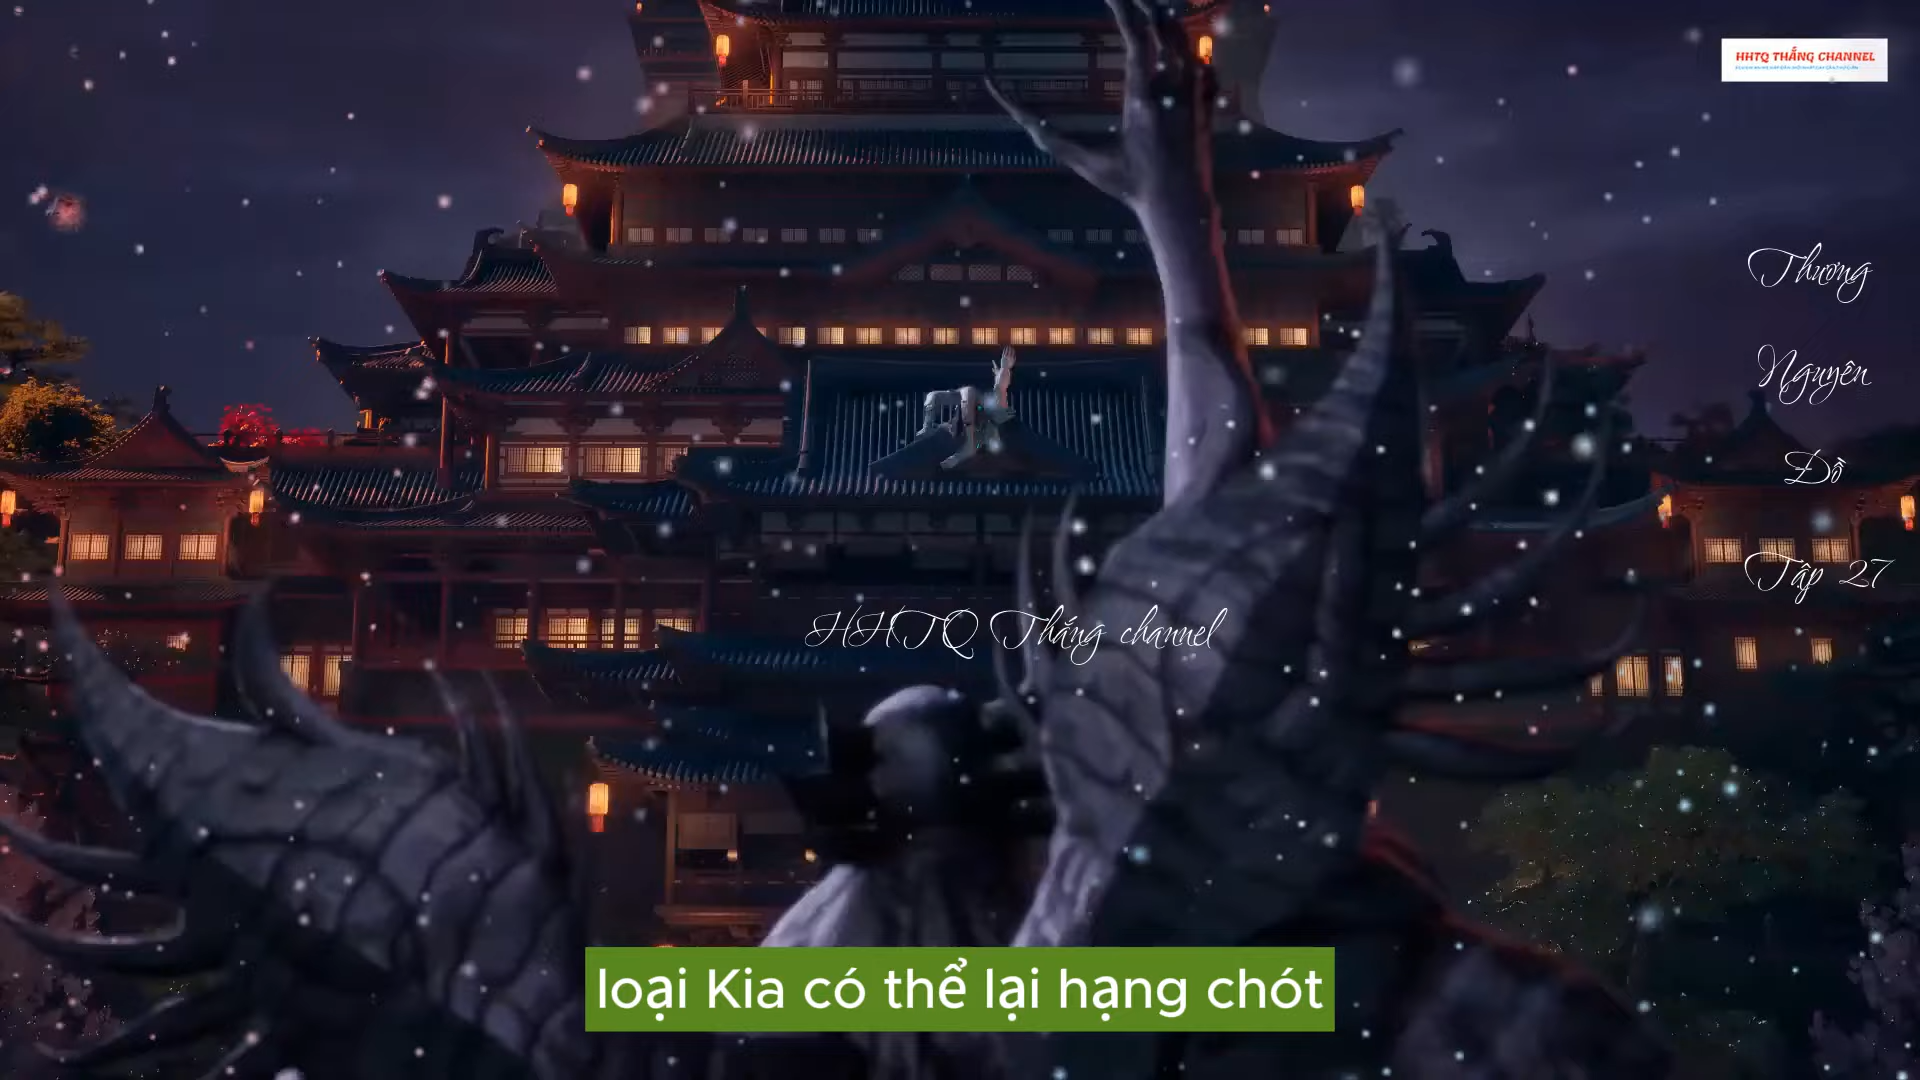 HHTQ THẮNG CHANNEL
Thương
Nguyên
Đồ
Tập 27
HHTQ Thắng channel
loại Kia có thể lại hạng chót